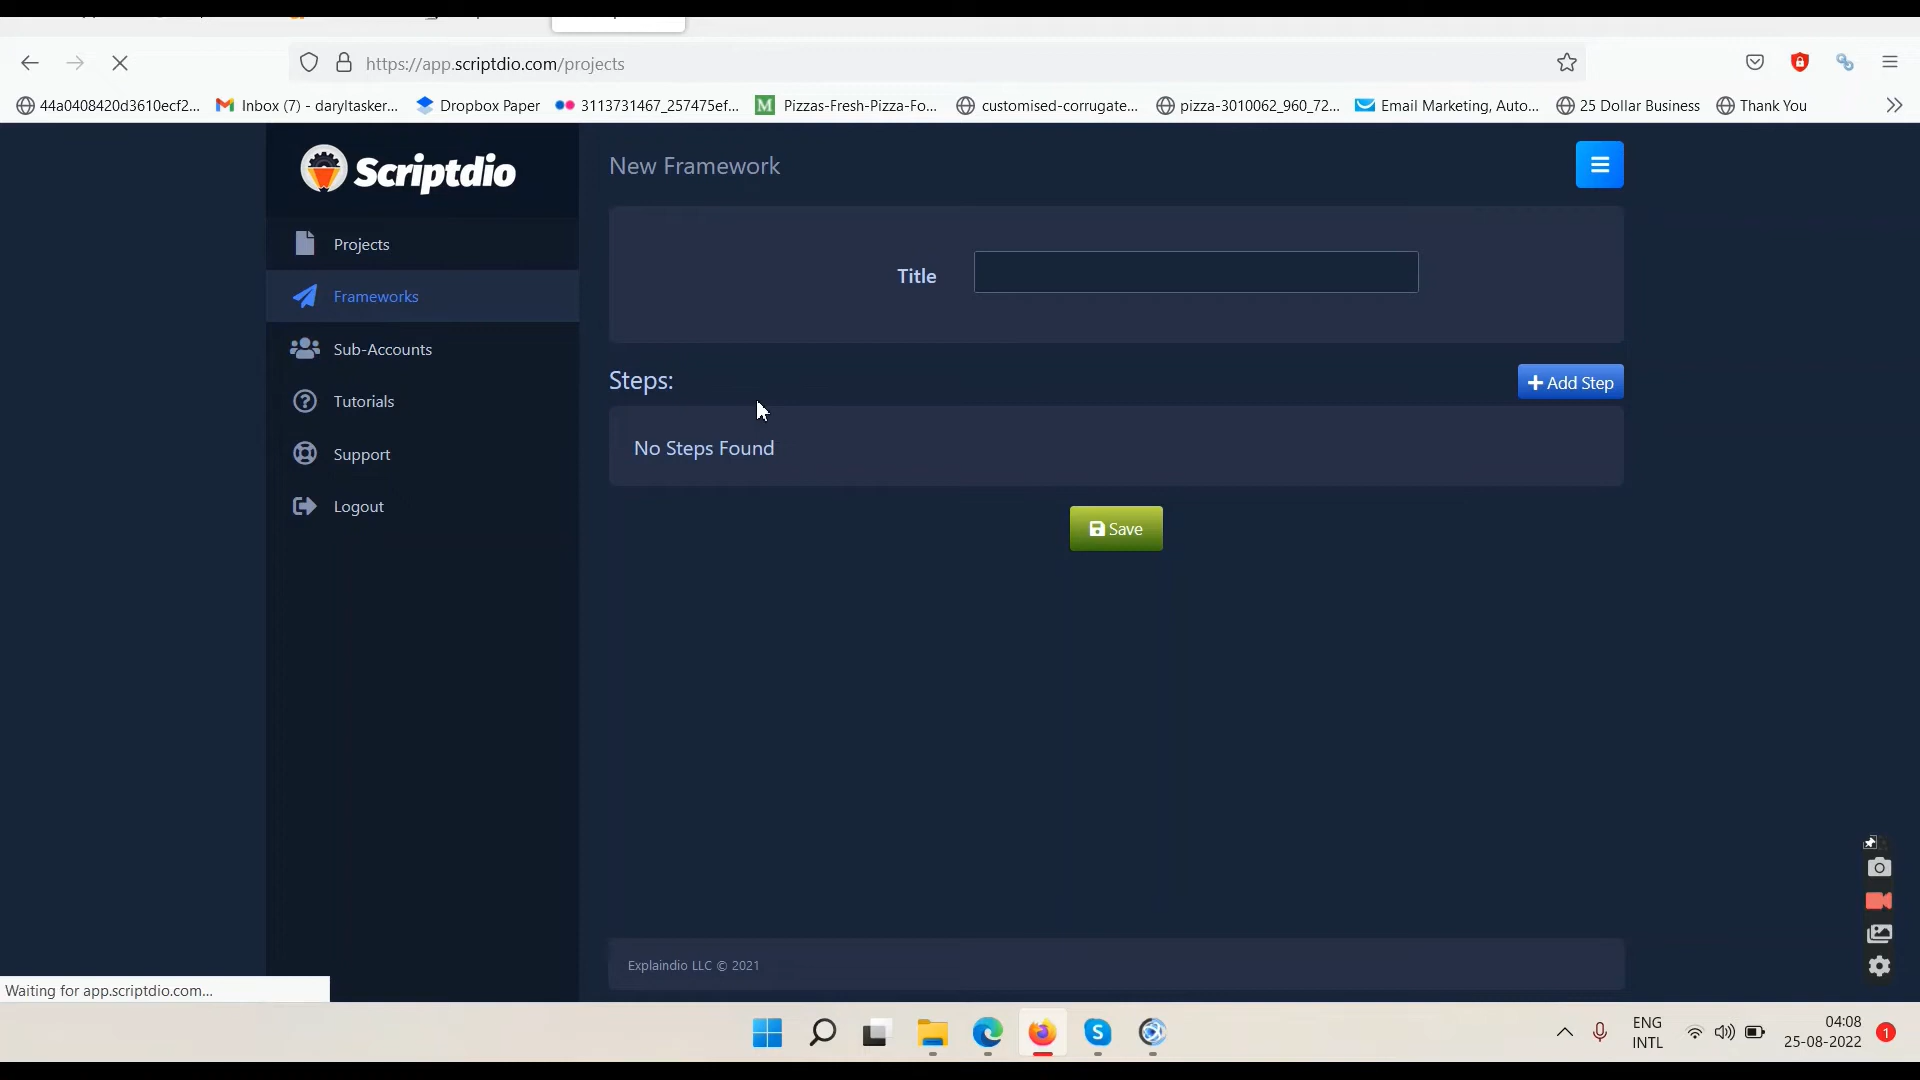 https://app.scriptdio.com/projects
44a0408420d3610ecf2...
Inbox (7) - daryltasker...
Dropbox Paper
3113731467_257475ef...
M
Pizzas-Fresh-Pizza-Fo...
customised-corrugate...
pizza-3010062_960_72...
Email Marketing, Auto...
25 Dollar Business
Thank You
Scriptdio
New Framework
Projects
Title
Frameworks
Sub-Accounts
Steps:
Add Step
Tutorials
No Steps Found
Support
Logout
Save
Explaindio LLC © 2021
Waiting for app.scriptdio.com...
S
ENG
INTL
04:08
25-08-2022
1